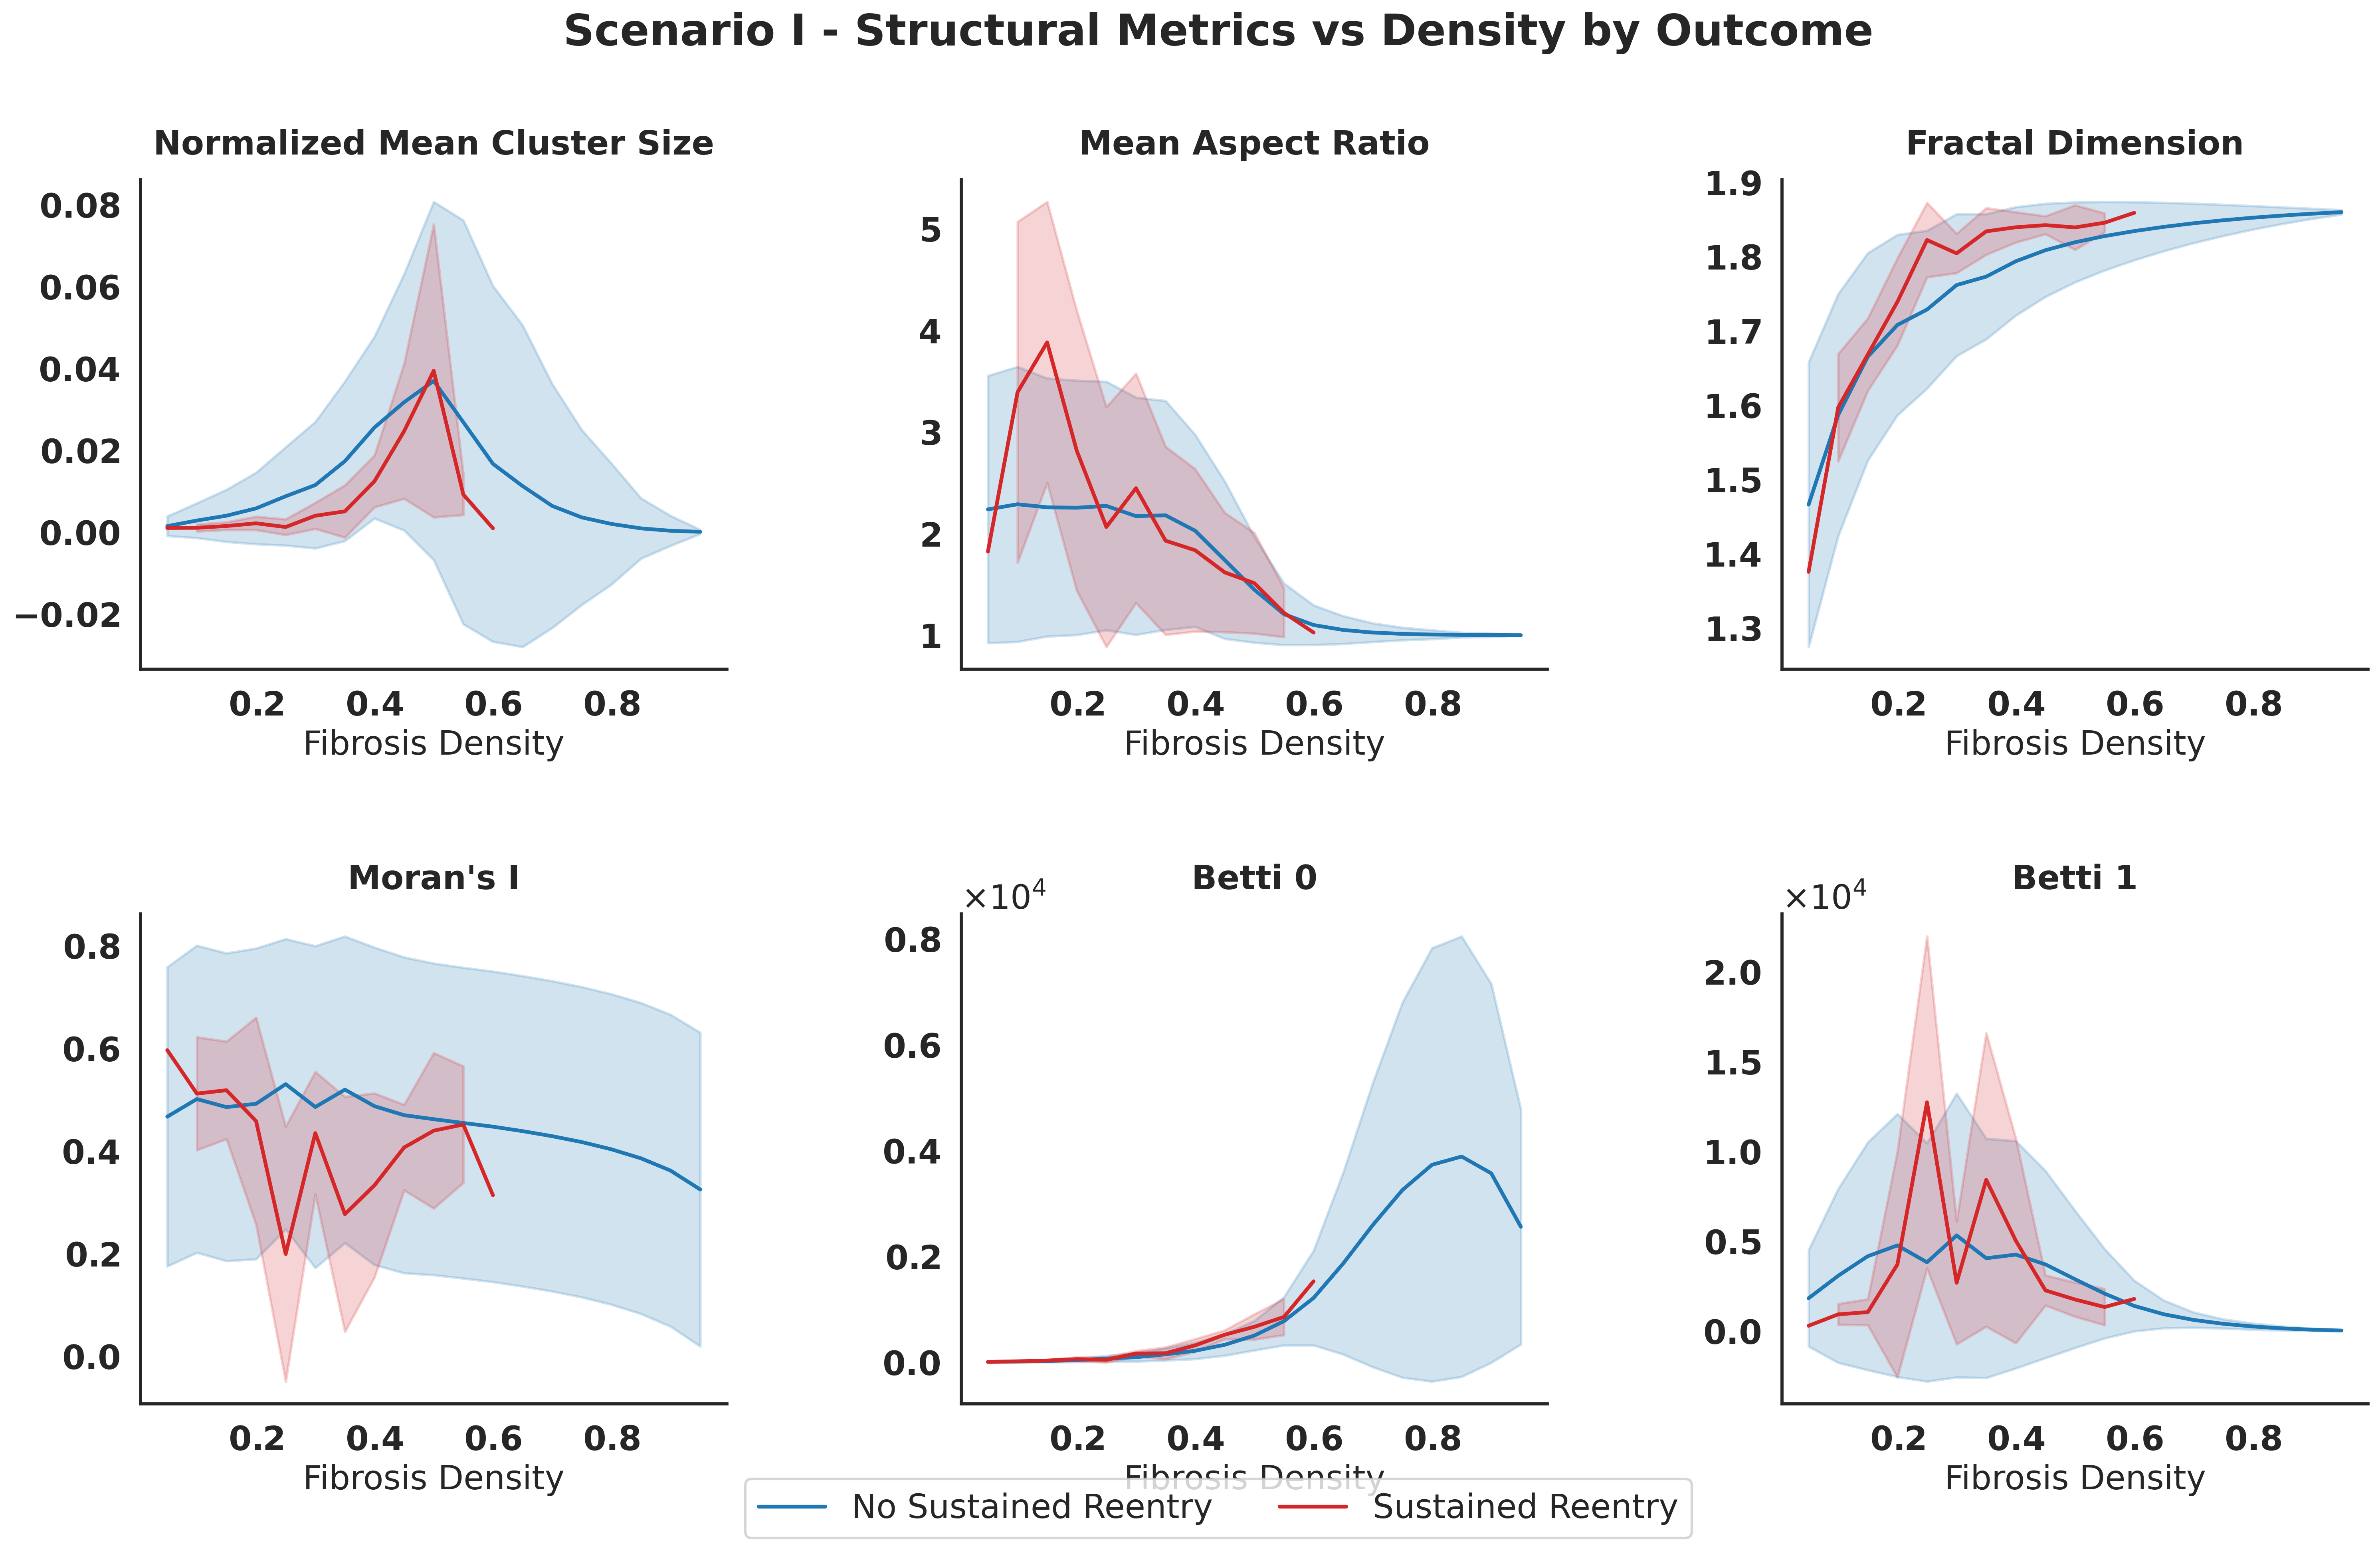 Scenario I - Structural Metrics vs Density by Outcome
Normalized Mean Cluster Size
0.08
0.06
0.04
0.02
0.00
−0.02
0.2 0.4 0.6 0.8
Fibrosis Density
Mean Aspect Ratio
5
4
3
2
1
0.2 0.4 0.6 0.8
Fibrosis Density
Fractal Dimension
1.9
1.8
1.7
1.6
1.5
1.4
1.3
0.2 0.4 0.6 0.8
Fibrosis Density
Moran's I
0.8
0.6
0.4
0.2
0.0
0.2 0.4 0.6 0.8
Fibrosis Density
Betti 0
×10⁴
0.8
0.6
0.4
0.2
0.0
0.2 0.4 0.6 0.8
Fibrosis Density
Betti 1
×10⁴
2.0
1.5
1.0
0.5
0.0
0.2 0.4 0.6 0.8
Fibrosis Density
No Sustained Reentry Sustained Reentry